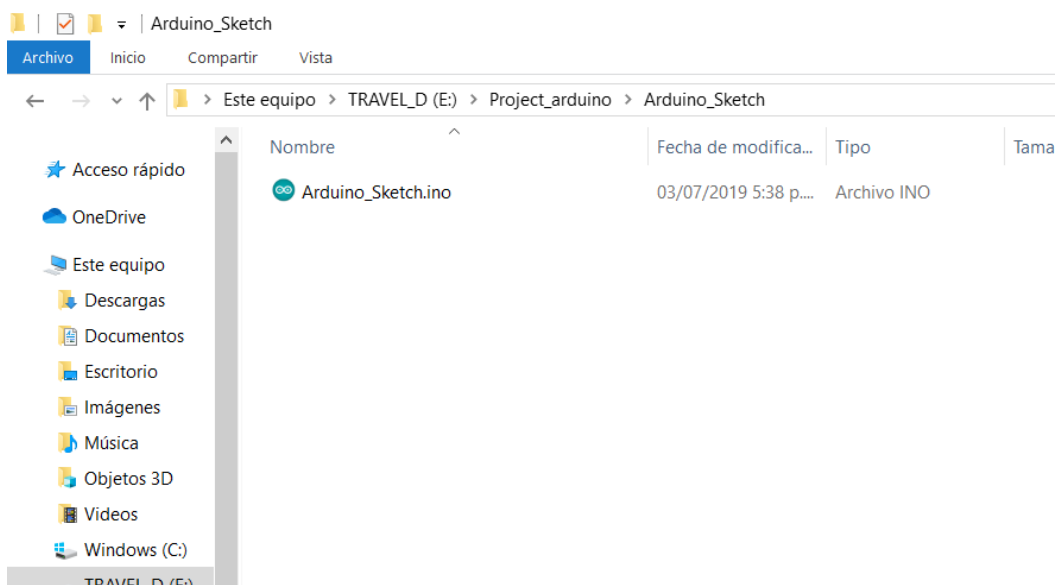 Arduino_Sketch
Archivo Inicio Compartir Vista
Este equipo > TRAVEL_D (E:) > Project_arduino > Arduino_Sketch
Nombre Fecha de modifica... Tipo Tama
Arduino_Sketch.ino 03/07/2019 5:38 p.... Archivo INO
Acceso rápido
OneDrive
Este equipo
Descargas
Documentos
Escritorio
Imágenes
Música
Objetos 3D
Videos
Windows (C:)
TRAVEL_D (E:)